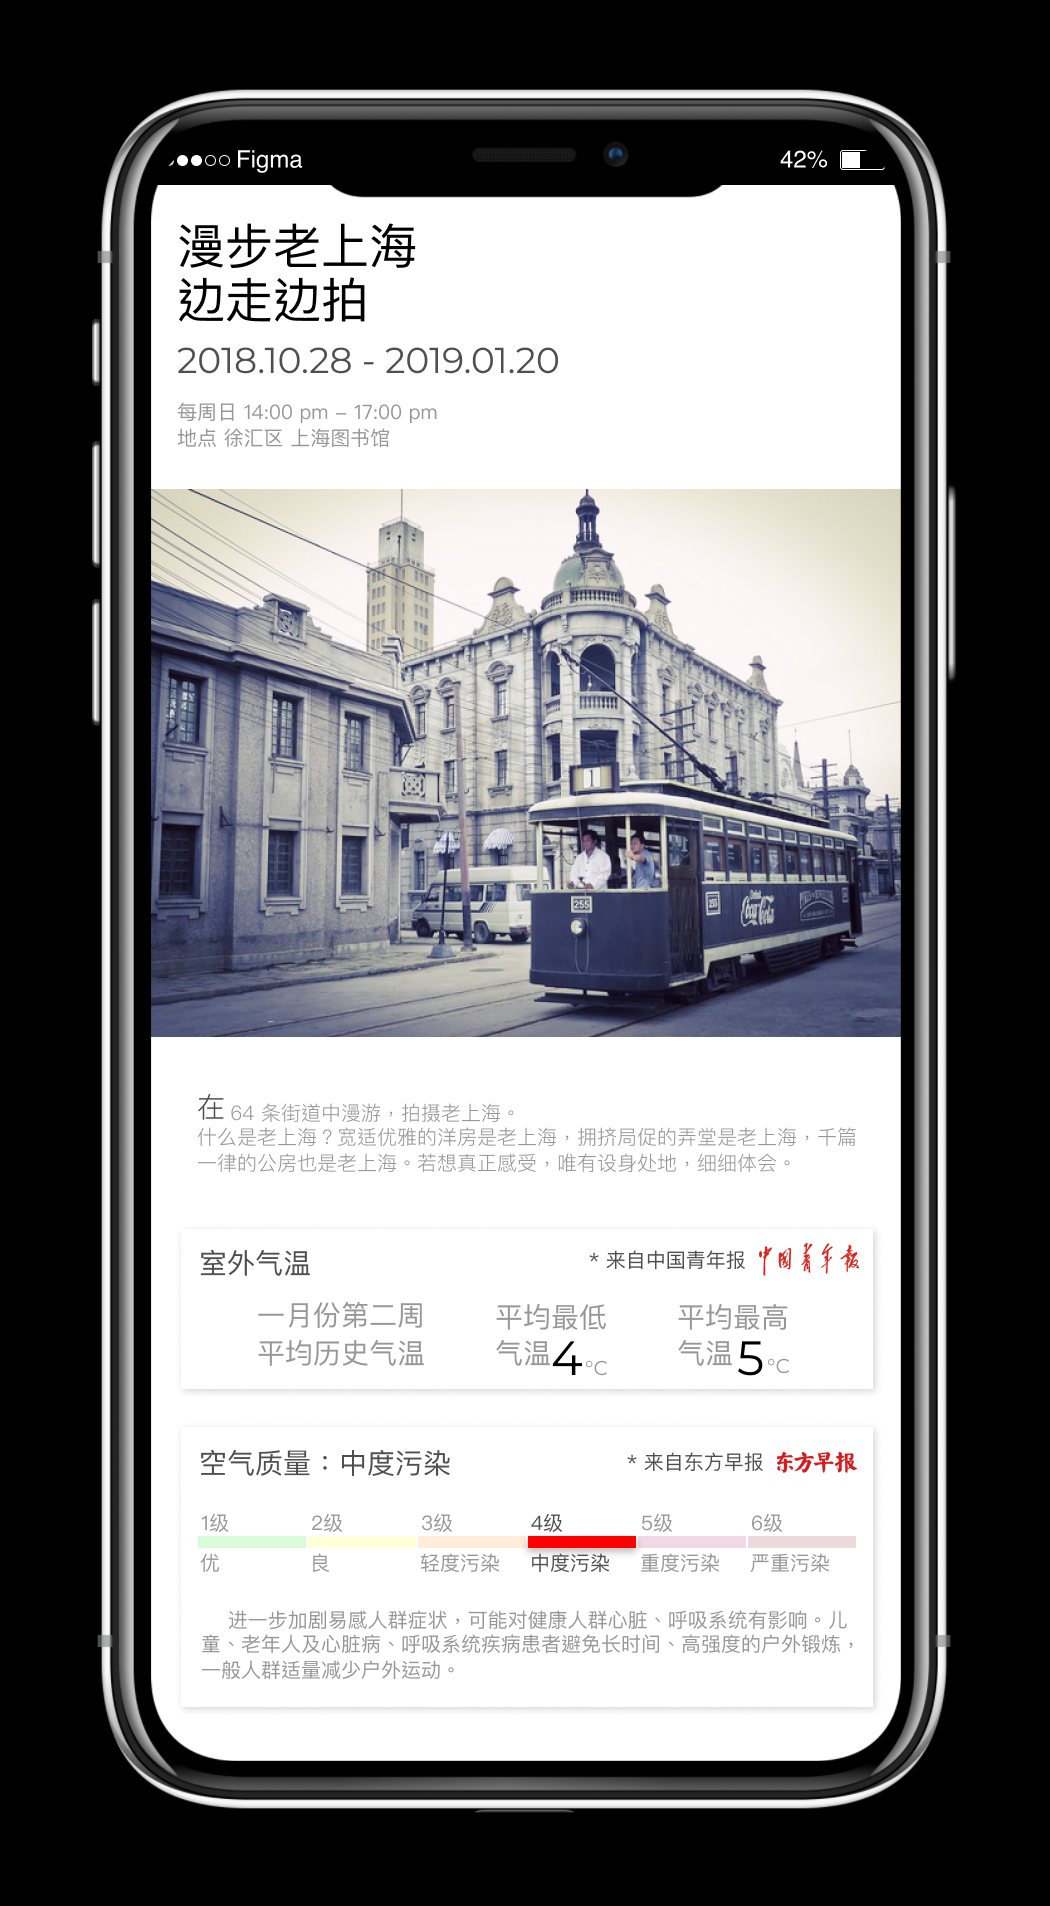 Figma
42%
漫步老上海
边走边拍
2018.10.28 - 2019.01.20
每周日 14:00 pm – 17:00 pm
地点 徐汇区 上海图书馆
1
255
255
Drink
Coca-Cola
在 64 条街道中漫游，拍摄老上海。
什么是老上海？宽适优雅的洋房是老上海，拥挤局促的弄堂是老上海，千篇
一律的公房也是老上海。若想真正感受，唯有设身处地，细细体会。
室外气温
* 来自中国青年报 中国青年报
一月份第二周
平均历史气温
平均最低
气温4°C
平均最高
气温5°C
空气质量：中度污染
* 来自东方早报 东方早报
1级 2级 3级 4级 5级 6级
优 良 轻度污染 中度污染 重度污染 严重污染
进一步加剧易感人群症状，可能对健康人群心脏、呼吸系统有影响。儿
童、老年人及心脏病、呼吸系统疾病患者避免长时间、高强度的户外锻炼，
一般人群适量减少户外运动。